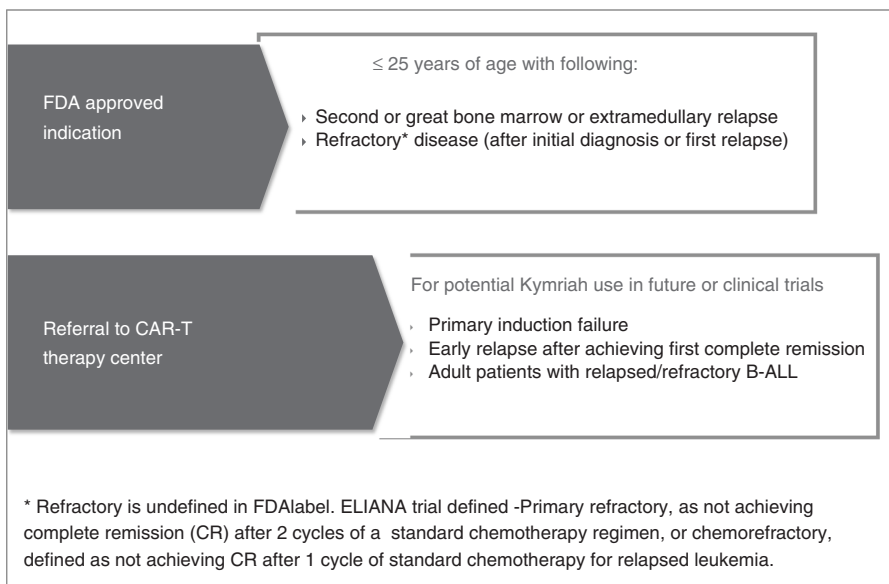 FDA approved
indication
≤ 25 years of age with following:
Second or great bone marrow or extramedullary relapse
Refractory* disease (after initial diagnosis or first relapse)
Referral to CAR-T
therapy center
For potential Kymriah use in future or clinical trials
Primary induction failure
Early relapse after achieving first complete remission
Adult patients with relapsed/refractory B-ALL
* Refractory is undefined in FDAlabel. ELIANA trial defined -Primary refractory, as not achieving
complete remission (CR) after 2 cycles of a standard chemotherapy regimen, or chemorefractory,
defined as not achieving CR after 1 cycle of standard chemotherapy for relapsed leukemia.